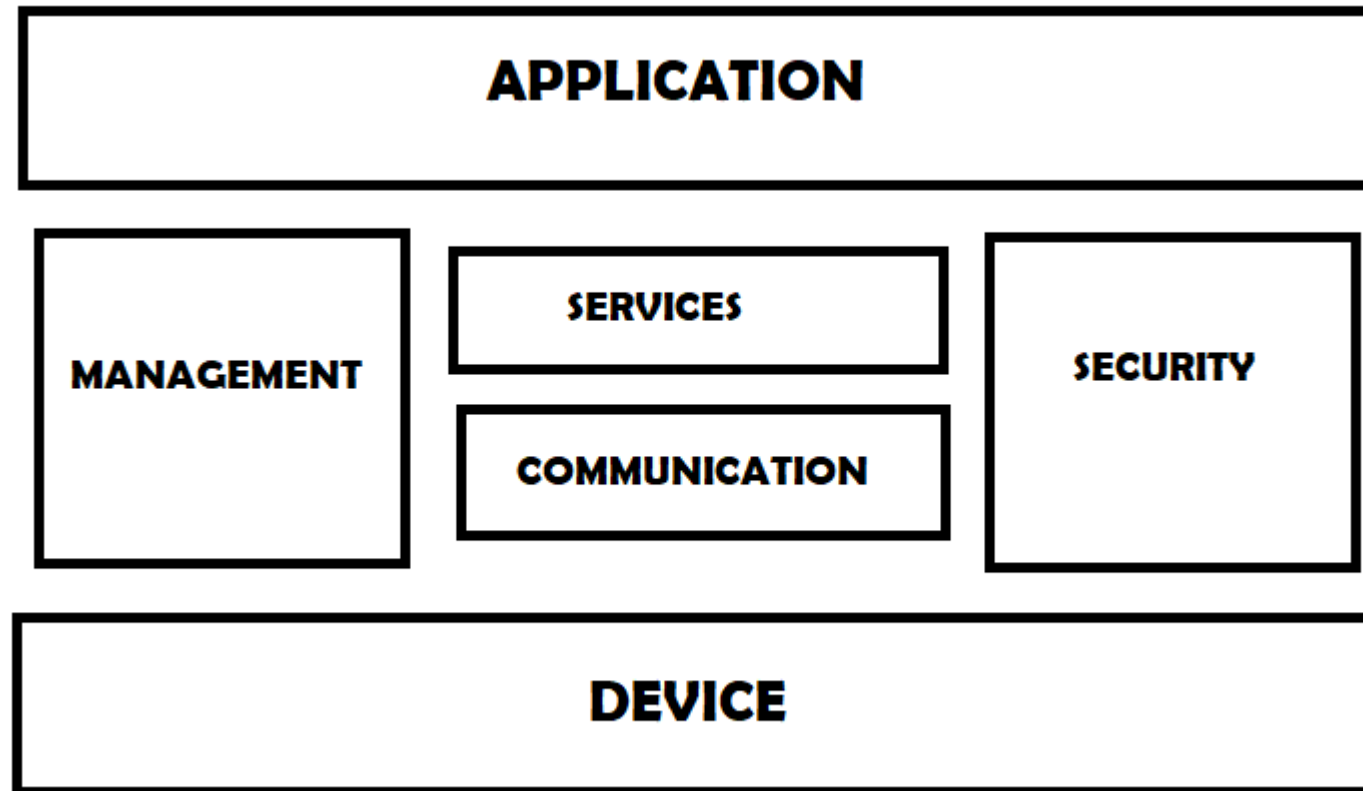 APPLICATION
MANAGEMENT
SERVICES
COMMUNICATION
SECURITY
DEVICE